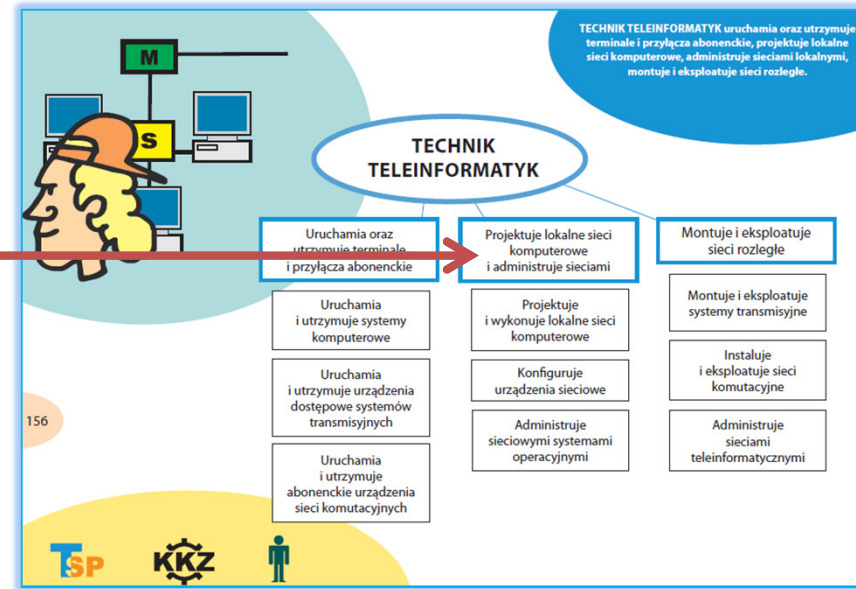 TECHNIK TELEINFORMATYK uruchamia oraz utrzymuje
terminale i przyłącza abonenckie, projektuje lokalne
sieci komputerowe, administruje sieciami lokalnymi,
montuje i eksploatuje sieci rozległe.
M
S
TECHNIK
TELEINFORMATYK
Uruchamia oraz
utrzymuje terminale
i przyłącza abonenckie
Uruchamia
i utrzymuje systemy
komputerowe
Uruchamia
i utrzymuje urządzenia
dostępowe systemów
transmisyjnych
Uruchamia
i utrzymuje
abonenckie urządzenia
sieci komutacyjnych
Projektuje lokalne sieci
komputerowe
i administruje sieciami
Projektuje
i wykonuje lokalne sieci
komputerowe
Konfiguruje
urządzenia sieciowe
Administruje
sieciowymi systemami
operacyjnymi
Montuje i eksploatuje
sieci rozległe
Montuje i eksploatuje
systemy transmisyjne
Instaluje
i eksploatuje sieci
komutacyjne
Administruje
sieciami
teleinformatycznymi
156
TSP
KKZ